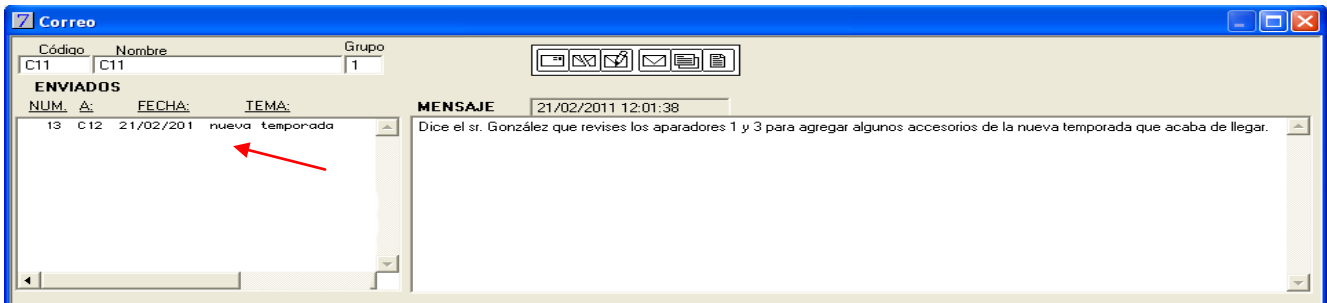 Correo
Código Nombre Grupo
C11 C11 1
ENVIADOS
NUM. A: FECHA: TEMA:
13 C12 21/02/201 nueva temporada
MENSAJE 21/02/2011 12:01:38
Dice el sr. González que revises los aparadores 1 y 3 para agregar algunos accesorios de la nueva temporada que acaba de llegar.